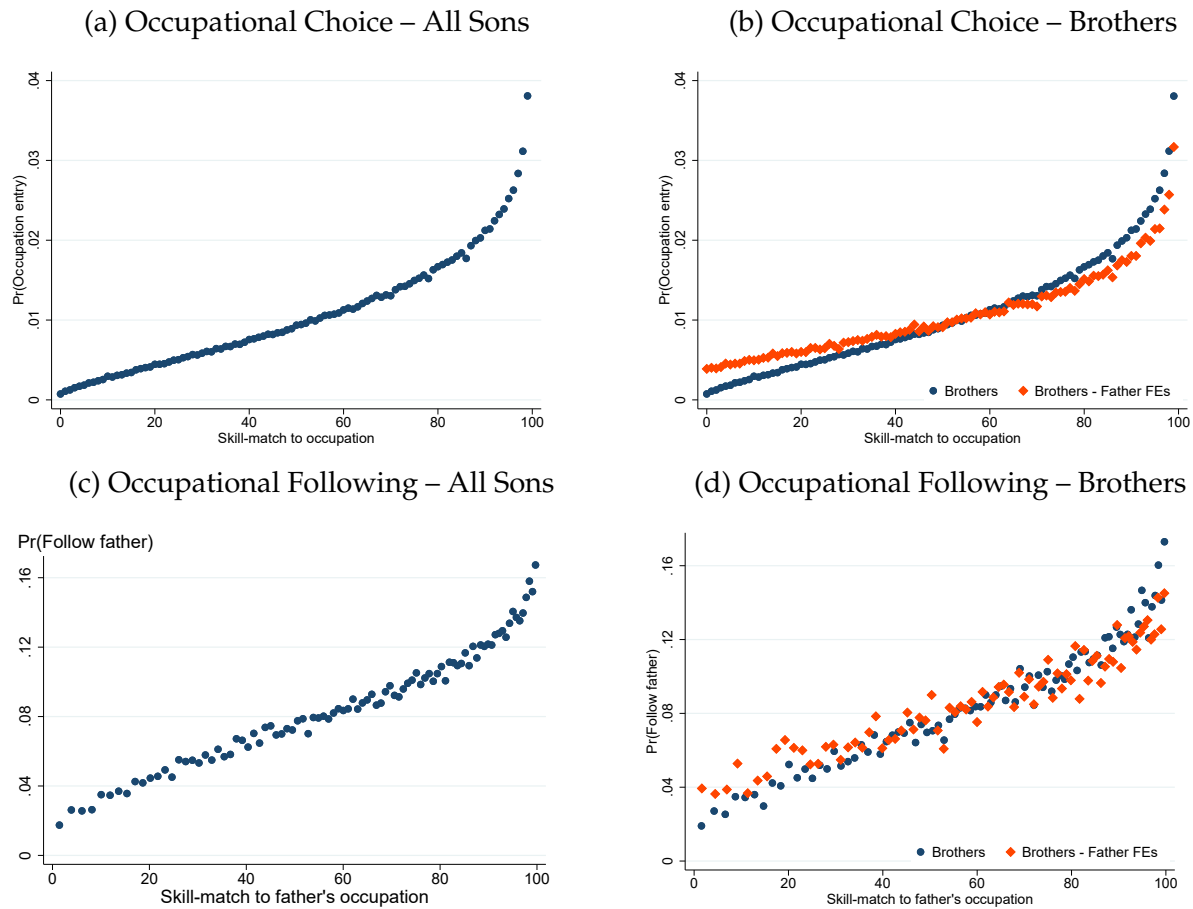 (a) Occupational Choice – All Sons
.04
.03
.02
.01
0
Pr(Occupation entry)
0 20 40 60 80 100
Skill-match to occupation
(b) Occupational Choice – Brothers
.04
.03
.02
.01
0
Pr(Occupation entry)
Brothers Brothers - Father FEs
0 20 40 60 80 100
Skill-match to occupation
(c) Occupational Following – All Sons
Pr(Follow father)
.16
.12
.08
.04
0
0 20 40 60 80 100
Skill-match to father's occupation
(d) Occupational Following – Brothers
.16
.12
.08
.04
0
Pr(Follow father)
Brothers Brothers - Father FEs
0 20 40 60 80 100
Skill-match to father's occupation